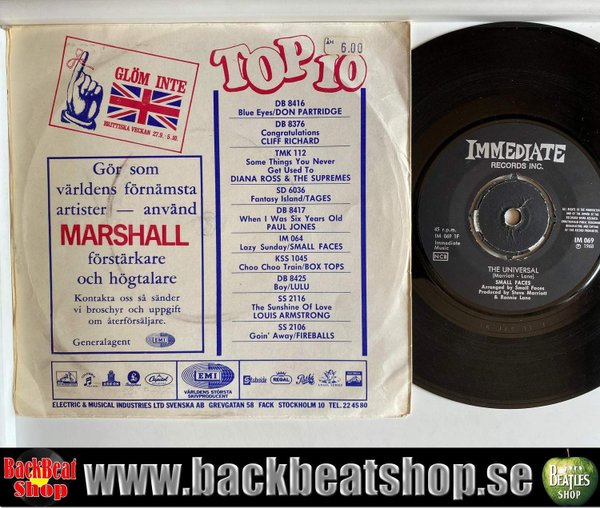 GLÖM INTE
BRITTISKA VECKAN 27.9.-5.10.
Gör som
världens förnämsta
artister — använd
MARSHALL
förstärkare
och högtalare
Kontakta oss så sänder
vi broschyr och uppgift
om återförsäljare.
Generalagent EMI
TOP 10
6.00
DB 8416
Blue Eyes/DON PARTRIDGE
DB 8376
Congratulations
CLIFF RICHARD
TMK 112
Some Things You Never
Get Used To
DIANA ROSS & THE SUPREMES
SD 6036
Fantasy Island/TAGES
DB 8417
When I Was Six Years Old
PAUL JONES
IM 064
Lazy Sunday/SMALL FACES
KSS 1045
Choo Choo Train/BOX TOPS
DB 8425
Boy/LULU
SS 2116
The Sunshine Of Love
LOUIS ARMSTRONG
SS 2106
Goin' Away/FIREBALLS
Capitol
EMI
VÄRLDENS STÖRSTA
SKIVPRODUCENT
Stateside
REGAL
ELECTRIC & MUSICAL INDUSTRIES LTD SVENSKA AB GREVGATAN 58 FACK STOCKHOLM 10 TEL. 22 45 80
IMMEDIATE
RECORDS INC.
45 r.p.m.
IM 069 1F
Immediate
Music
NCB
IM 069
℗ 1968
THE UNIVERSAL
(Marriott - Lane)
SMALL FACES
Arranged by Small Faces
Produced by Steve Marriott
& Ronnie Lane
BackBeat
Shop
www.backbeatshop.se
BEATLES
SHOP